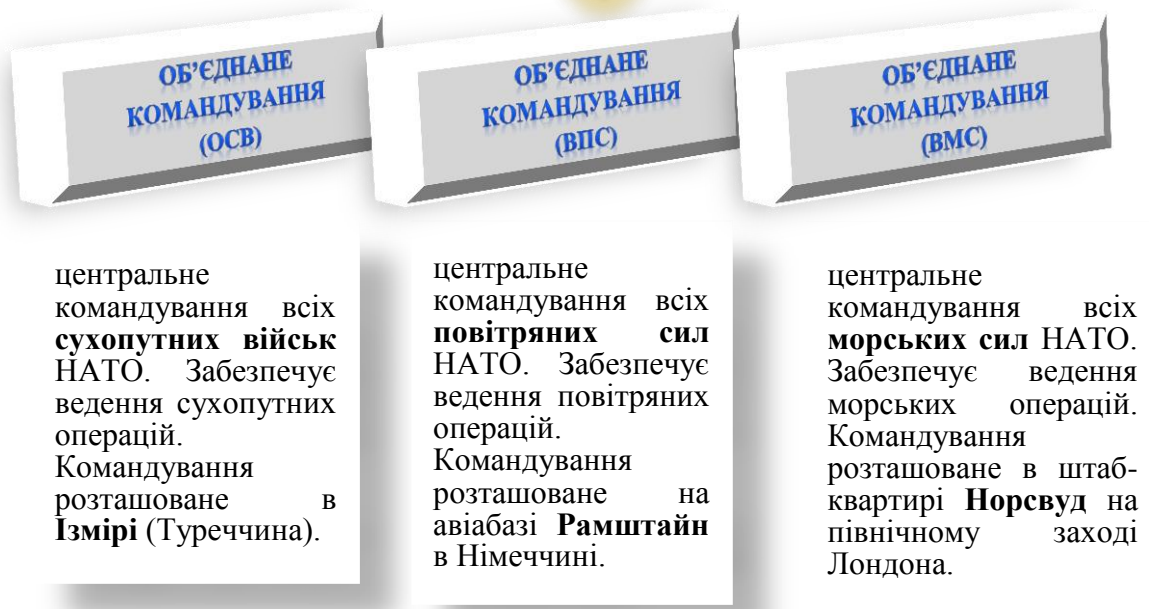 ОБ’ЄДНАНЕ
КОМАНДУВАННЯ
(ОСВ)
ОБ’ЄДНАНЕ
КОМАНДУВАННЯ
(ВПС)
ОБ’ЄДНАНЕ
КОМАНДУВАННЯ
(ВМС)
центральне
командування всіх
сухопутних військ
НАТО. Забезпечує
ведення сухопутних
операцій.
Командування
розташоване в
Ізмірі (Туреччина).
центральне
командування всіх
повітряних сил
НАТО. Забезпечує
ведення повітряних
операцій.
Командування
розташоване на
авіабазі Рамштайн
в Німеччині.
центральне
командування всіх
морських сил НАТО.
Забезпечує ведення
морських операцій.
Командування
розташоване в штаб-
квартирі Норсвуд на
північному заході
Лондона.